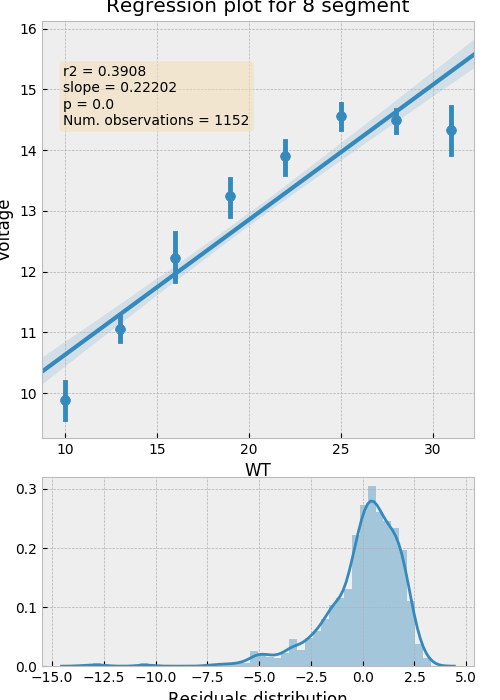 Regression plot for 8 segment
16
15
14
13
12
11
10
r2 = 0.3908
slope = 0.22202
p = 0.0
Num. observations = 1152
Voltage
10 15 20 25 30
WT
0.3
0.2
0.1
0.0
−15.0 −12.5 −10.0 −7.5 −5.0 −2.5 0.0 2.5 5.0
Residuals distribution